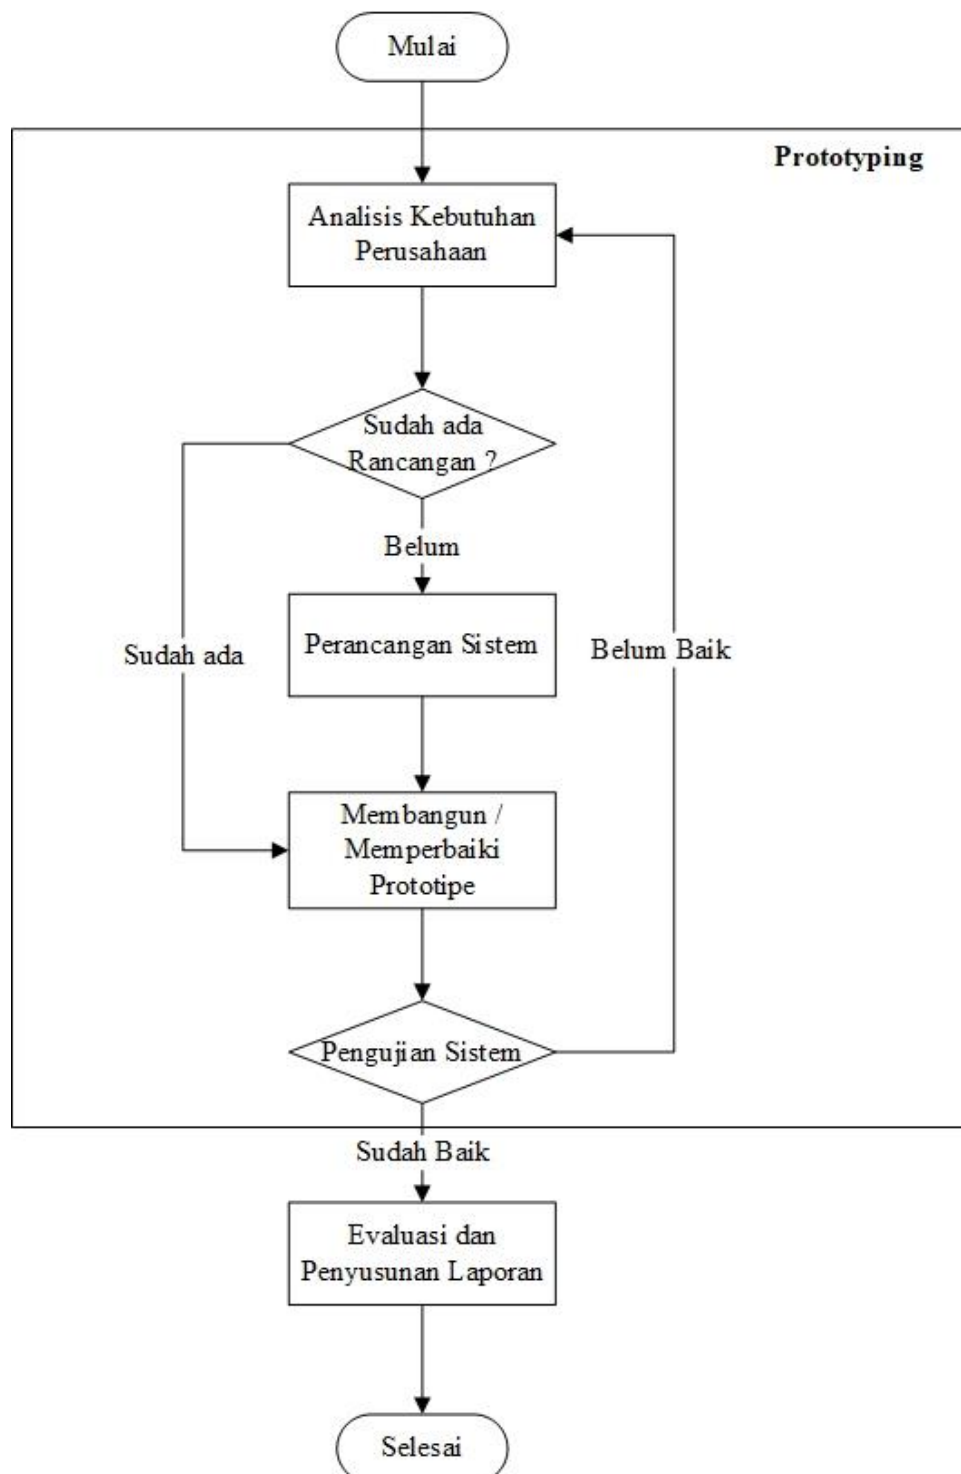 Mulai
Prototyping
Analisis Kebutuhan
Perusahaan
Sudah ada
Rancangan ?
Belum
Perancangan Sistem
Sudah ada
Belum Baik
Membangun /
Memperbaiki
Prototipe
Pengujian Sistem
Sudah Baik
Evaluasi dan
Penyusunan Laporan
Selesai